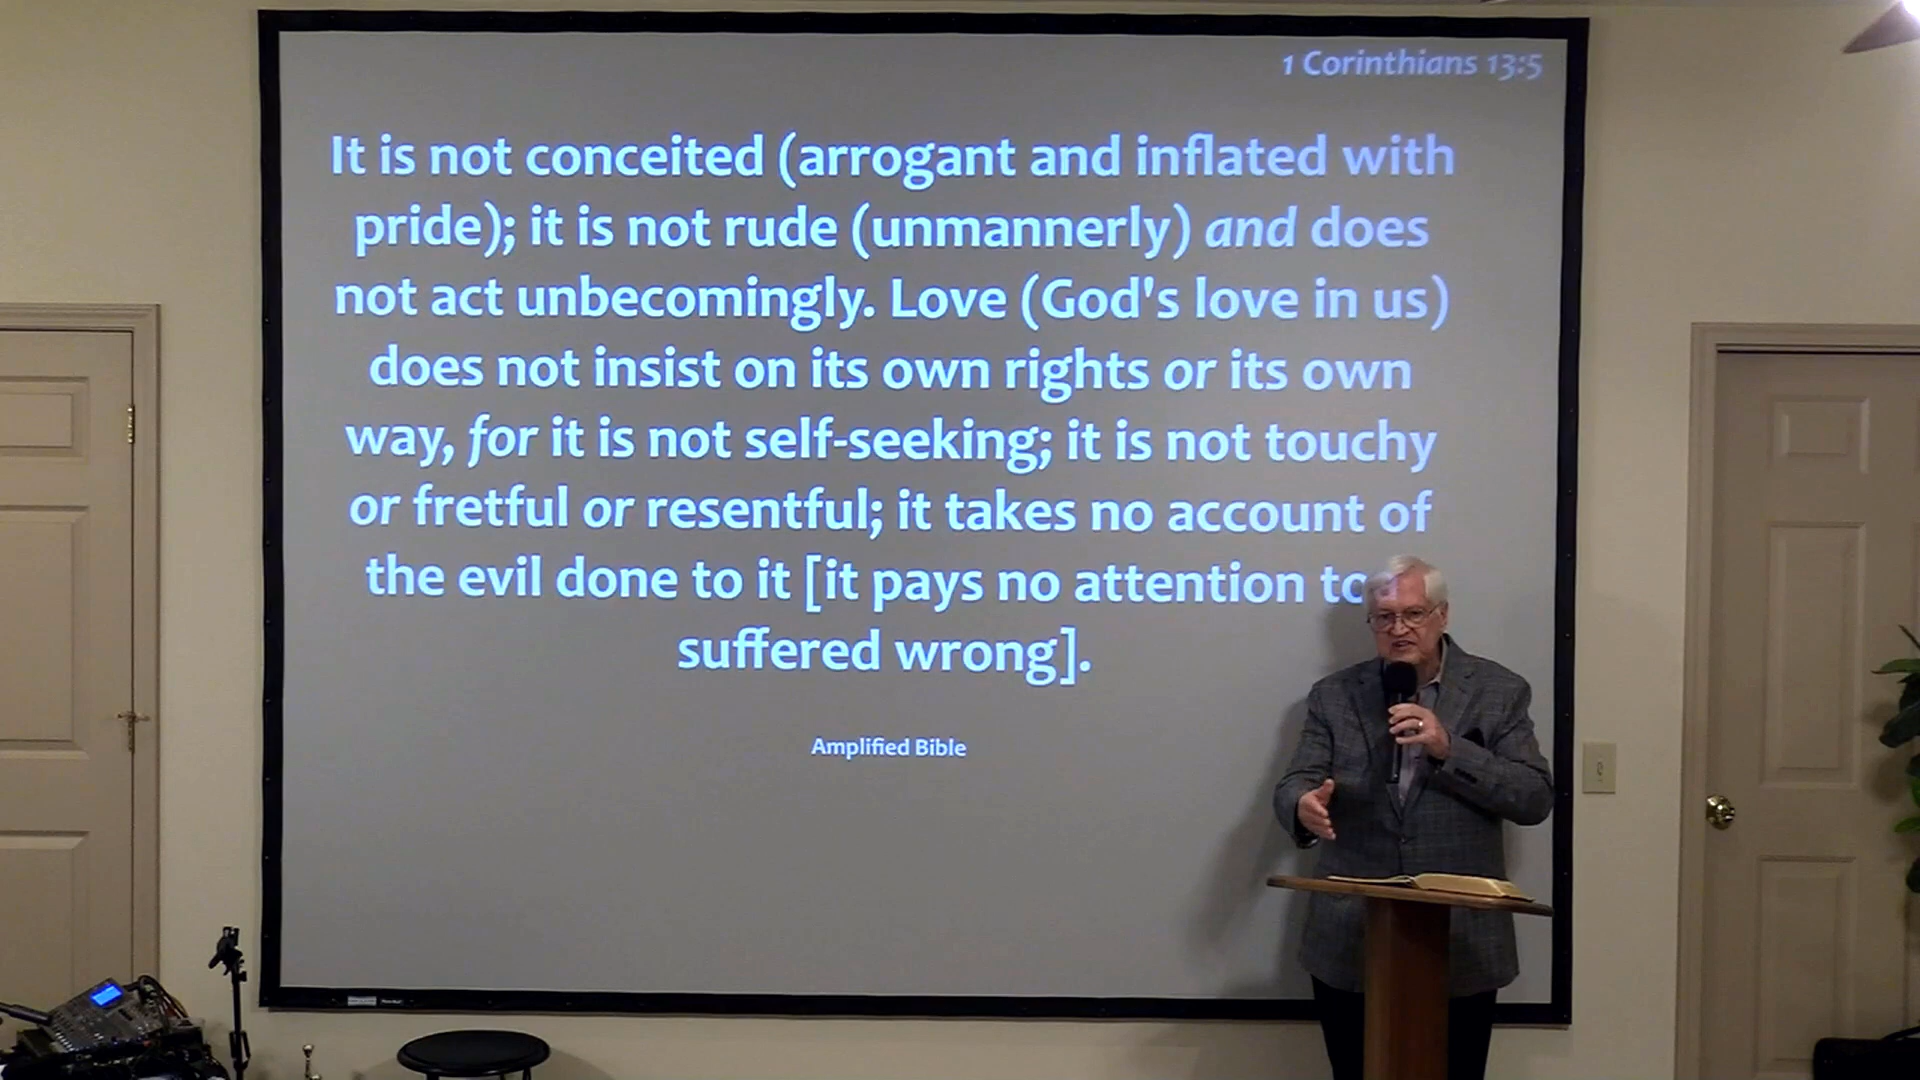 1 Corinthians 13:5
It is not conceited (arrogant and inflated with
pride); it is not rude (unmannerly) and does
not act unbecomingly. Love (God's love in us)
does not insist on its own rights or its own
way, for it is not self-seeking; it is not touchy
or fretful or resentful; it takes no account of
the evil done to it [it pays no attention to a
suffered wrong].
Amplified Bible